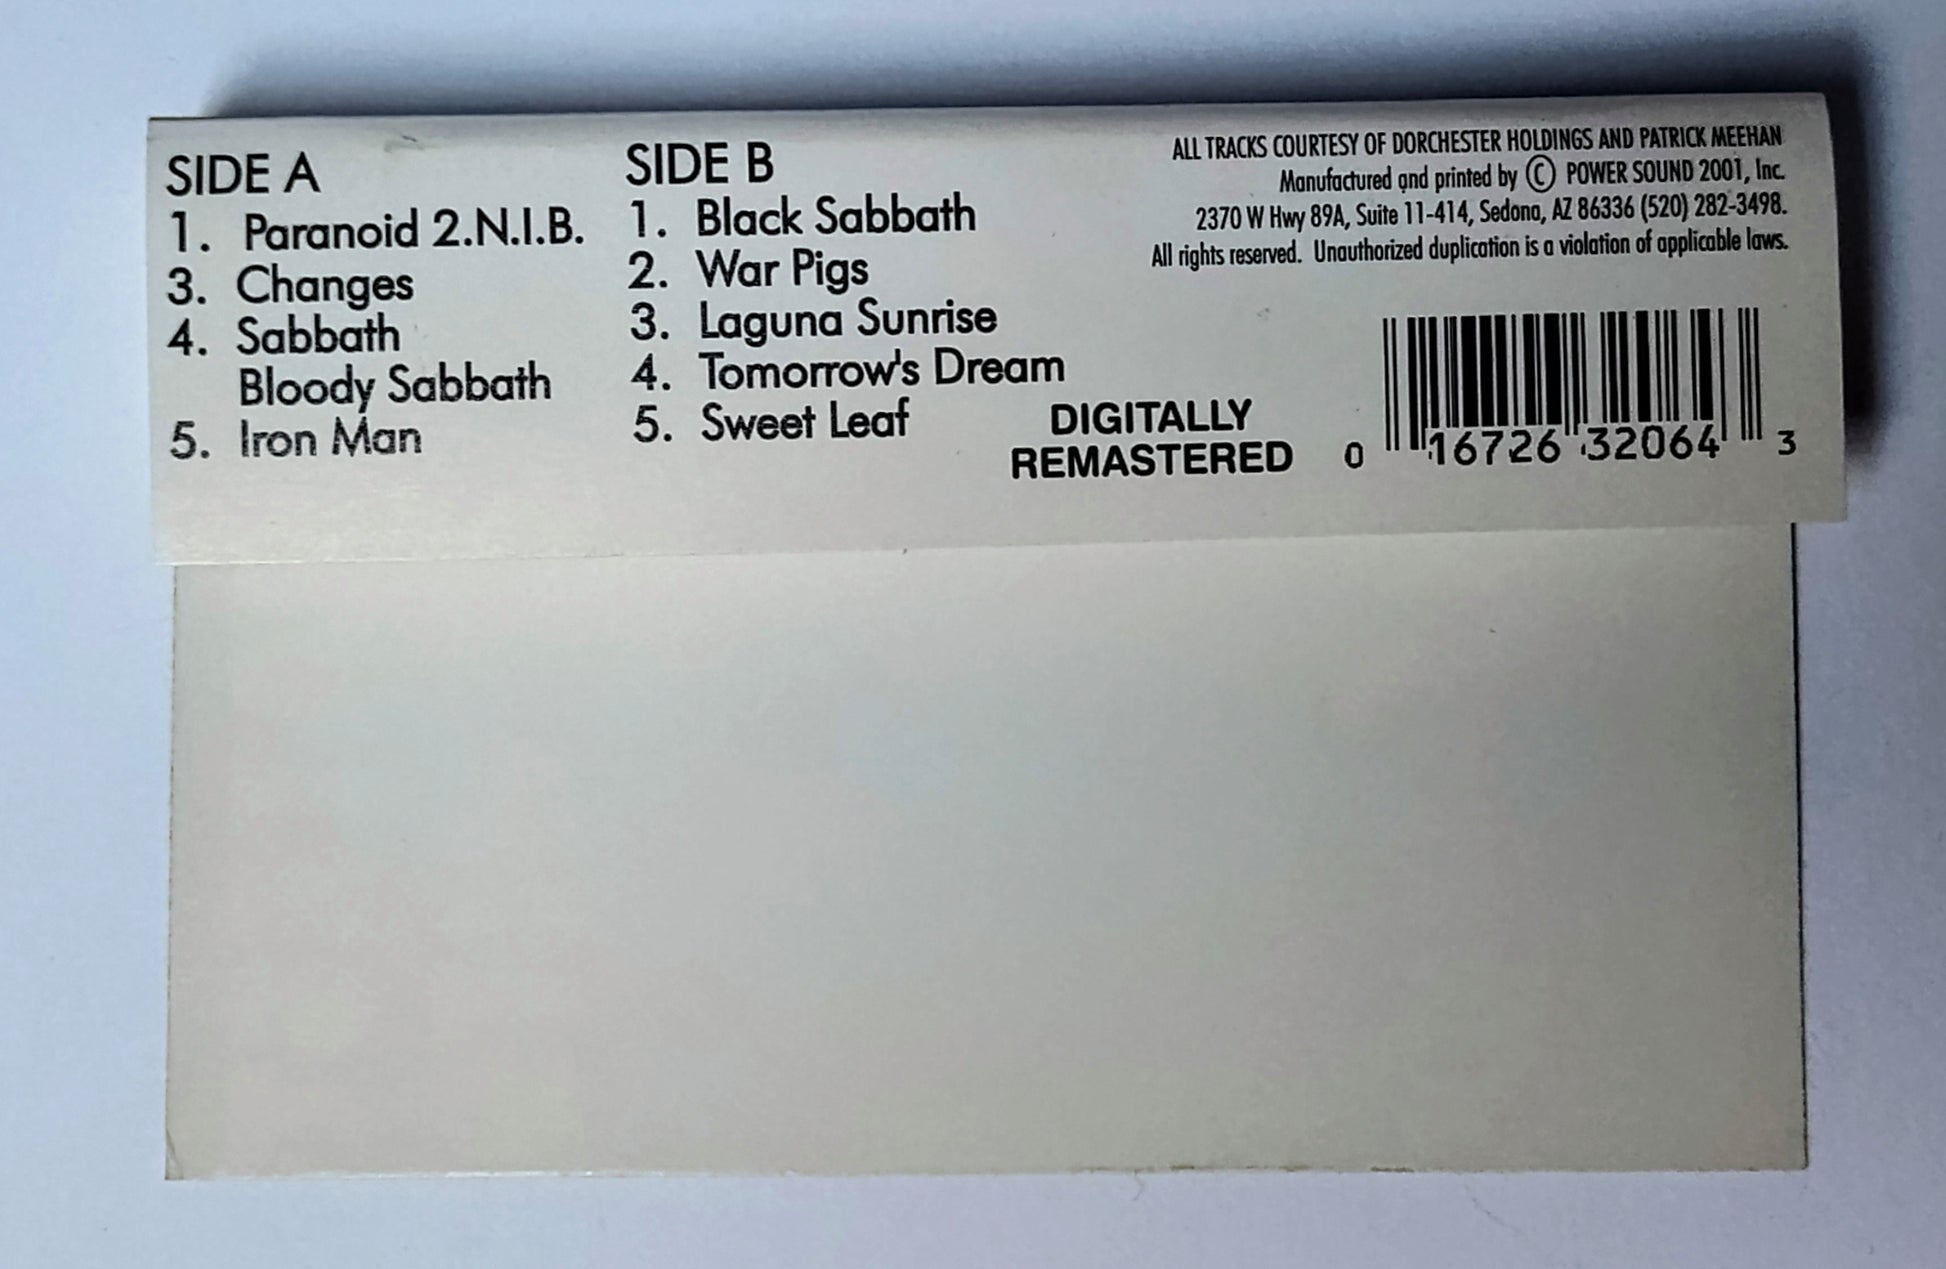 SIDE A
1. Paranoid 2.N.I.B.
3. Changes
4. Sabbath
Bloody Sabbath
5. Iron Man
SIDE B
1. Black Sabbath
2. War Pigs
3. Laguna Sunrise
4. Tomorrow's Dream
5. Sweet Leaf
DIGITALLY
REMASTERED
ALL TRACKS COURTESY OF DORCHESTER HOLDINGS AND PATRICK MEEHAN
Manufactured and printed by © POWER SOUND 2001, Inc.
2370 W Hwy 89A, Suite 11-414, Sedona, AZ 86336 (520) 282-3498.
All rights reserved. Unauthorized duplication is a violation of applicable laws.
0 16726 32064 3